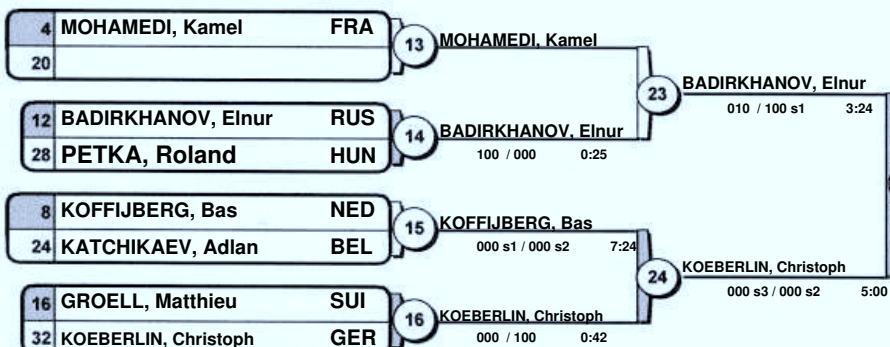 4 MOHAMEDI, Kamel FRA
20
13 MOHAMEDI, Kamel
12 BADIRKHANOV, Elnur RUS
28 PETKA, Roland HUN
14 BADIRKHANOV, Elnur
100 / 000 0:25
23 BADIRKHANOV, Elnur
010 / 100 s1 3:24
8 KOFFIJBERG, Bas NED
24 KATCHIKAEV, Adlan BEL
15 KOFFIJBERG, Bas
000 s1 / 000 s2 7:24
16 GROELL, Matthieu SUI
32 KOEBERLIN, Christoph GER
16 KOEBERLIN, Christoph
000 / 100 0:42
24 KOEBERLIN, Christoph
000 s3 / 000 s2 5:00